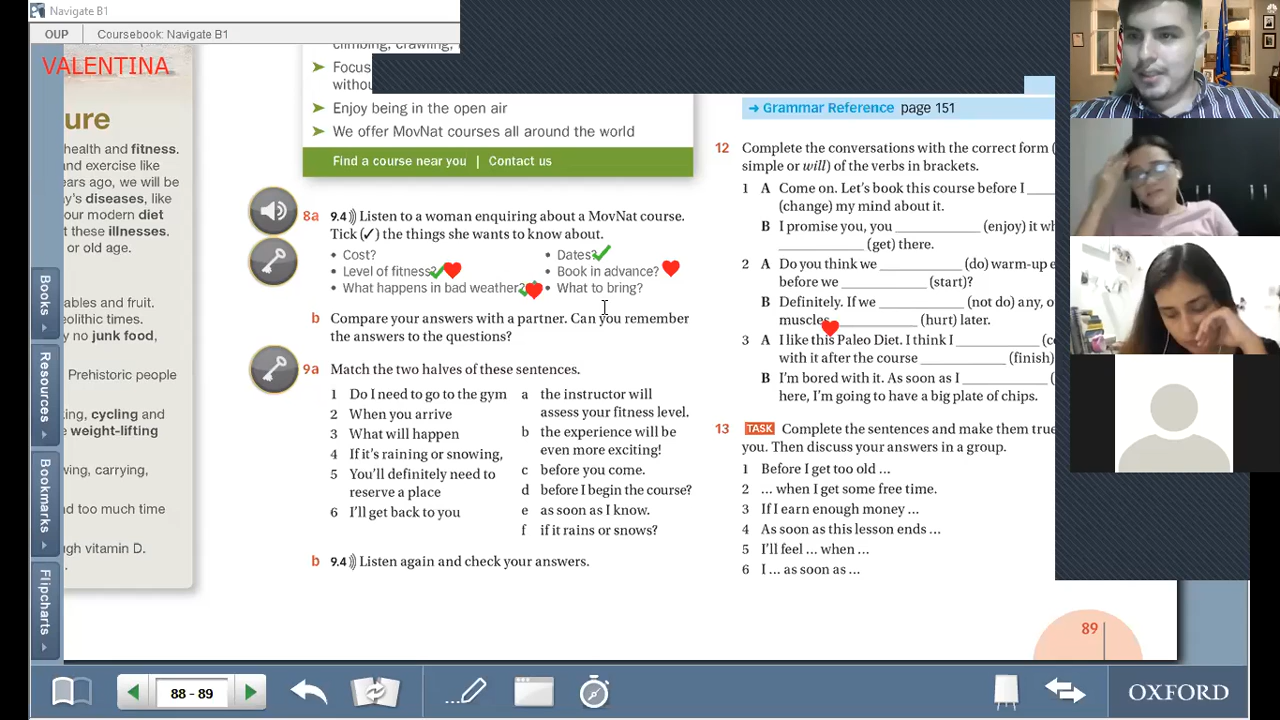 Navigate B1
OUP
Coursebook: Navigate B1
VALENTINA
ure
health and fitness.
and exercise like
ears ago, we will be
y's diseases, like
our modern diet
t these illnesses.
or old age.
ables and fruit.
eolithic times.
y no junk food,
Prehistoric people
ing, cycling and
e weight-lifting
wing, carrying,
nd too much time
ugh vitamin D.
climbing, crawling,
➤ Focus
withou
➤ Enjoy being in the open air
➤ We offer MovNat courses all around the world
Find a course near you | Contact us
8a 9.4 Listen to a woman enquiring about a MovNat course.
Tick (✓) the things she wants to know about.
• Cost?
• Level of fitness?
• What happens in bad weather?
• Dates?
• Book in advance?
• What to bring?
b Compare your answers with a partner. Can you remember
the answers to the questions?
9a Match the two halves of these sentences.
1 Do I need to go to the gym
2 When you arrive
3 What will happen
4 If it's raining or snowing,
5 You'll definitely need to
reserve a place
6 I'll get back to you
a the instructor will
assess your fitness level.
b the experience will be
even more exciting!
c before you come.
d before I begin the course?
e as soon as I know.
f if it rains or snows?
b 9.4 Listen again and check your answers.
➔ Grammar Reference page 151
12 Complete the conversations with the correct form (
simple or will) of the verbs in brackets.
1 A Come on. Let's book this course before I ____
(change) my mind about it.
B I promise you, you ____________ (enjoy) it w
____________ (get) there.
2 A Do you think we ____________ (do) warm-up e
before we ____________ (start)?
B Definitely. If we ____________ (not do) any, o
muscles ____________ (hurt) later.
3 A I like this Paleo Diet. I think I ____________ (c
with it after the course ____________ (finish)
B I'm bored with it. As soon as I ____________ (
here, I'm going to have a big plate of chips.
13 TASK Complete the sentences and make them true
you. Then discuss your answers in a group.
1 Before I get too old ...
2 ... when I get some free time.
3 If I earn enough money ...
4 As soon as this lesson ends ...
5 I'll feel ... when ...
6 I ... as soon as ...
89
Books
Resources
Bookmarks
Flipcharts
88 - 89
OXFORD